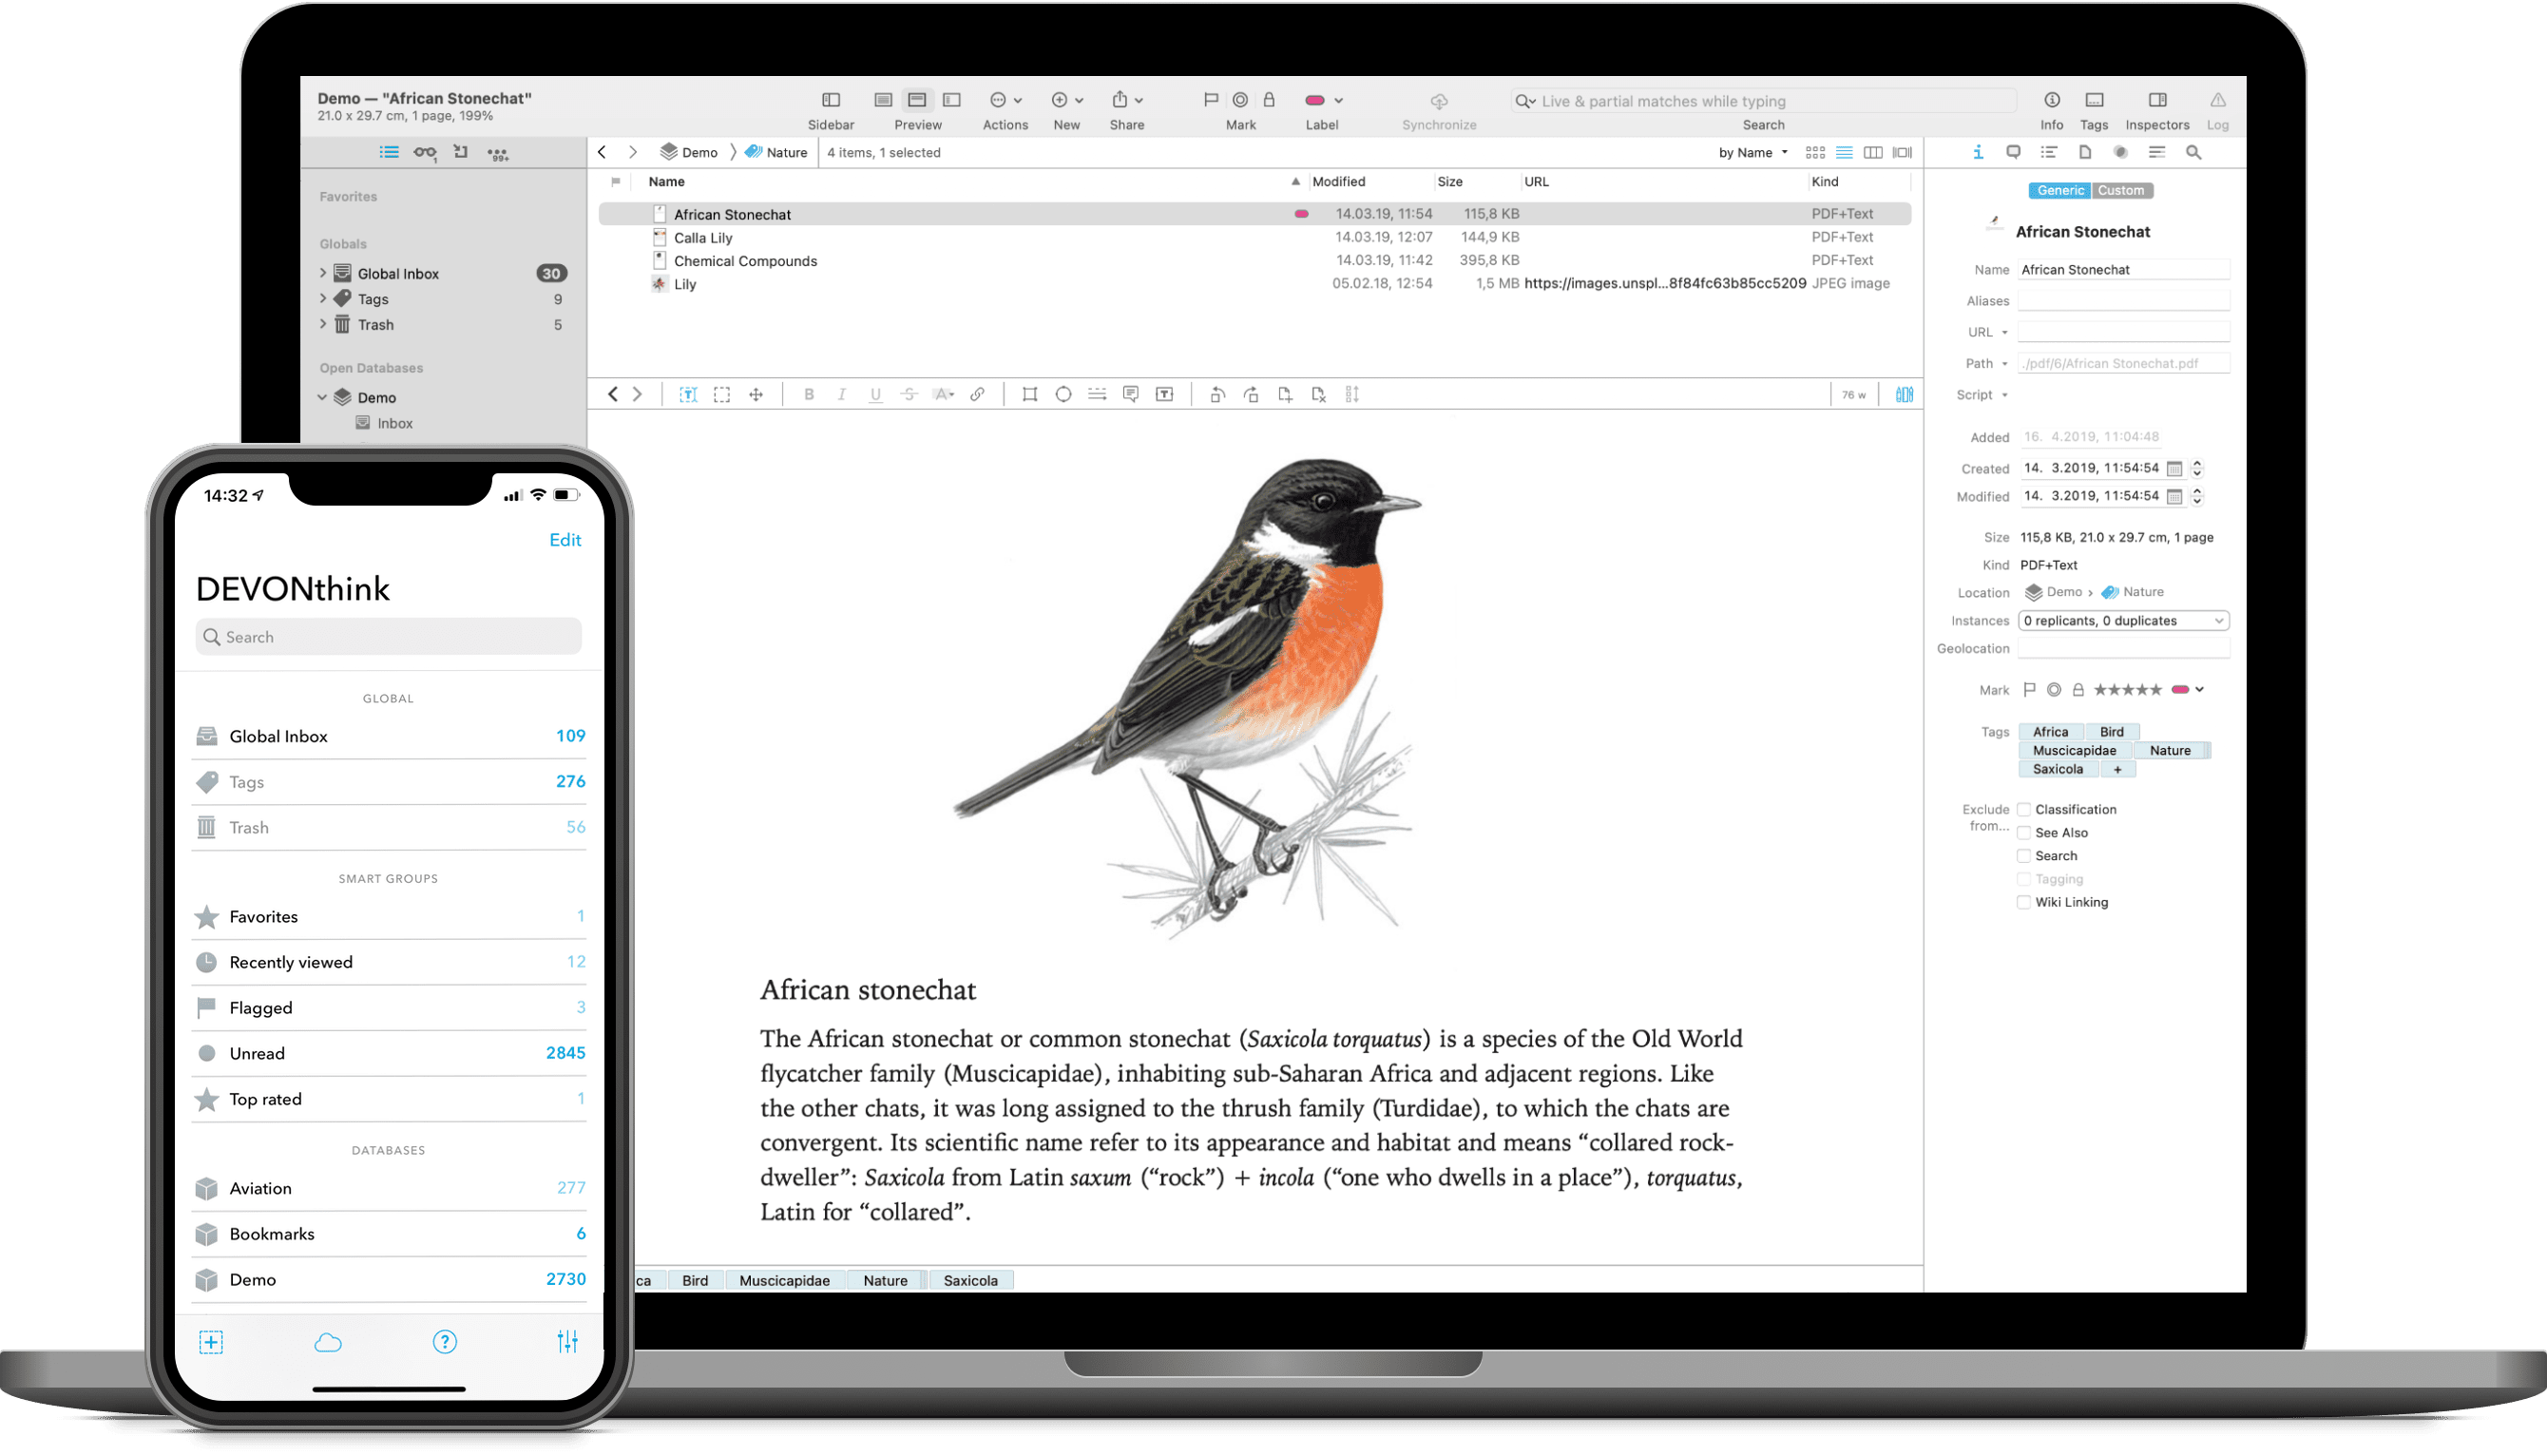 Demo — "African Stonechat"
21.0 x 29.7 cm, 1 page, 199%
Sidebar
Preview
Actions
New
Share
Mark
Label
Synchronize
Live & partial matches while typing
Search
Info
Tags
Inspectors
Log
1
99+
Demo
Nature
4 items, 1 selected
by Name
Favorites
Globals
Global Inbox 30
Tags 9
Trash 5
Open Databases
Demo
Inbox
Name Modified Size URL Kind
African Stonechat 14.03.19, 11:54 115,8 KB PDF+Text
Calla Lily 14.03.19, 12:07 144,9 KB PDF+Text
Chemical Compounds 14.03.19, 11:42 395,8 KB PDF+Text
Lily 05.02.18, 12:54 1,5 MB https://images.unspl...8f84fc63b85cc5209 JPEG image
T
B I U S A
T
76 w
African stonechat
The African stonechat or common stonechat (Saxicola torquatus) is a species of the Old World
flycatcher family (Muscicapidae), inhabiting sub-Saharan Africa and adjacent regions. Like
the other chats, it was long assigned to the thrush family (Turdidae), to which the chats are
convergent. Its scientific name refer to its appearance and habitat and means “collared rock-
dweller”: Saxicola from Latin saxum (“rock”) + incola (“one who dwells in a place”), torquatus,
Latin for “collared”.
ca Bird Muscicapidae Nature Saxicola
Generic Custom
African Stonechat
Name African Stonechat
Aliases
URL
Path ./pdf/6/African Stonechat.pdf
Script
Added 16. 4.2019, 11:04:48
Created 14. 3.2019, 11:54:54
Modified 14. 3.2019, 11:54:54
Size 115,8 KB, 21.0 x 29.7 cm, 1 page
Kind PDF+Text
Location Demo › Nature
Instances 0 replicants, 0 duplicates
Geolocation
Mark ★★★★★
Tags Africa Bird
Muscicapidae Nature
Saxicola +
Exclude from... Classification
See Also
Search
Tagging
Wiki Linking
14:32
Edit
DEVONthink
Search
GLOBAL
Global Inbox 109
Tags 276
Trash 56
SMART GROUPS
Favorites 1
Recently viewed 12
Flagged 3
Unread 2845
Top rated 1
DATABASES
Aviation 277
Bookmarks 6
Demo 2730
?